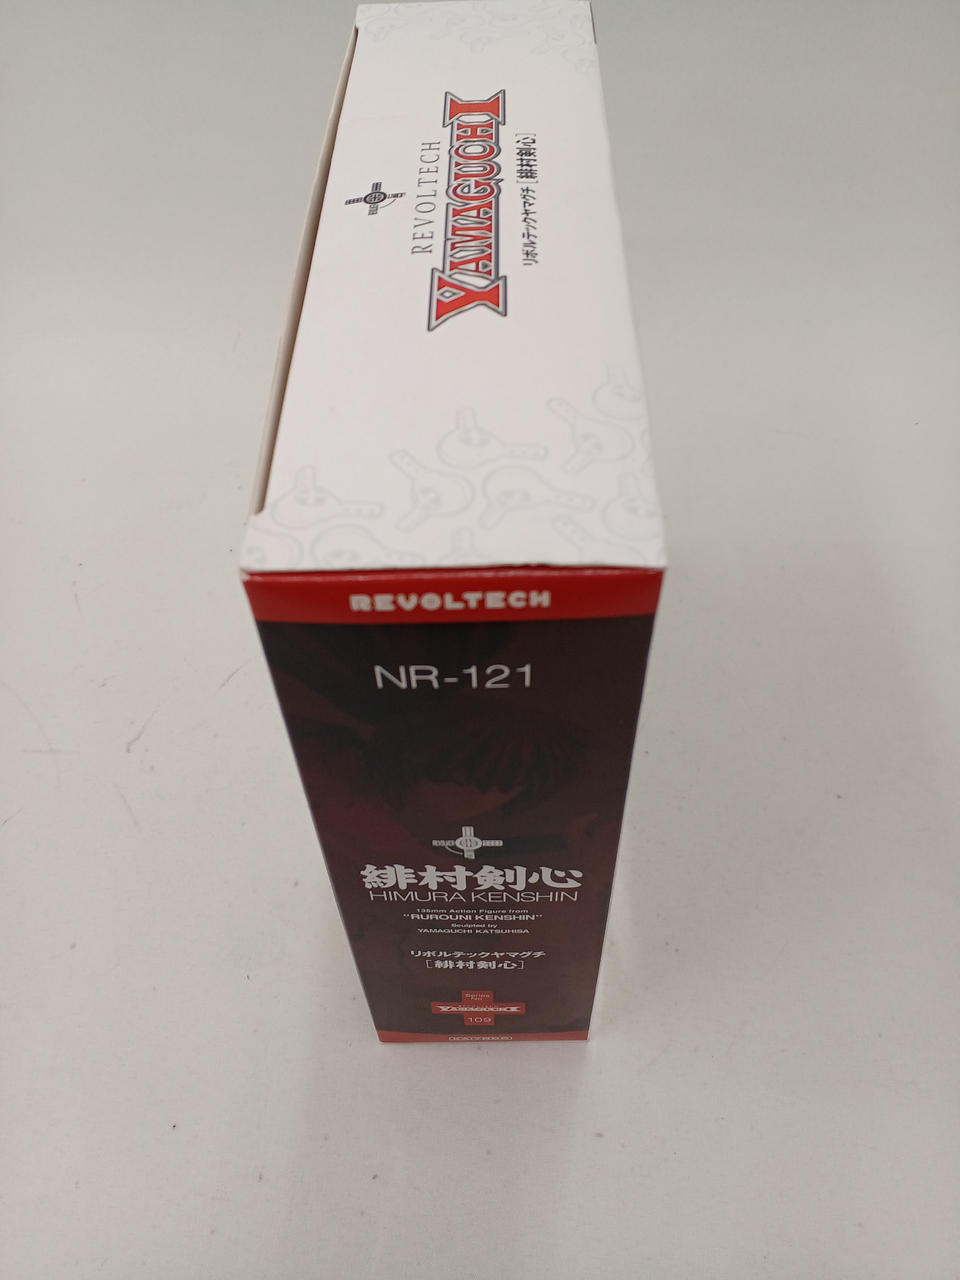 REVOLTECH
YAMAGUCHI
リボルテックヤマグチ [緋村剣心]
REVOLTECH
NR-121
緋村剣心
HIMURA KENSHIN
135mm Action Figure from
"RUROUNI KENSHIN"
Sculpted by
YAMAGUCHI KATSUHISA
リボルテックヤマグチ
[緋村剣心]
Series
No
YAMAGUCHI
109
KAIYODO